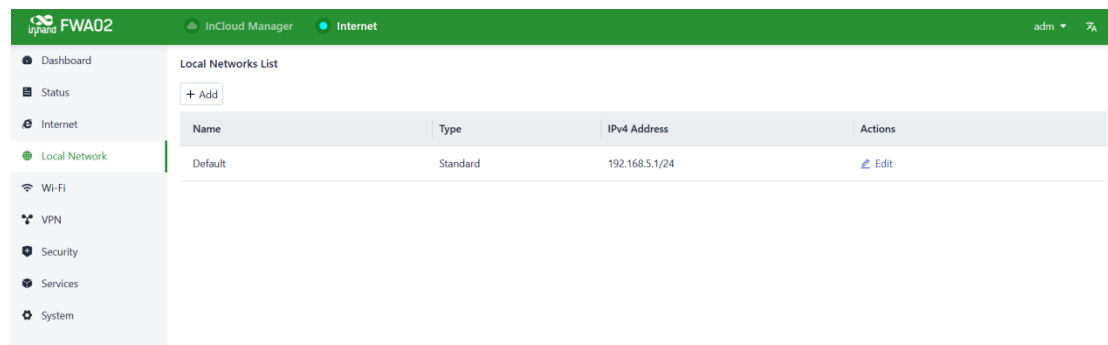 inhand FWA02 InCloud Manager Internet adm
Dashboard
Status
Internet
Local Network
Wi-Fi
VPN
Security
Services
System
Local Networks List
+ Add
Name Type IPv4 Address Actions
Default Standard 192.168.5.1/24 Edit